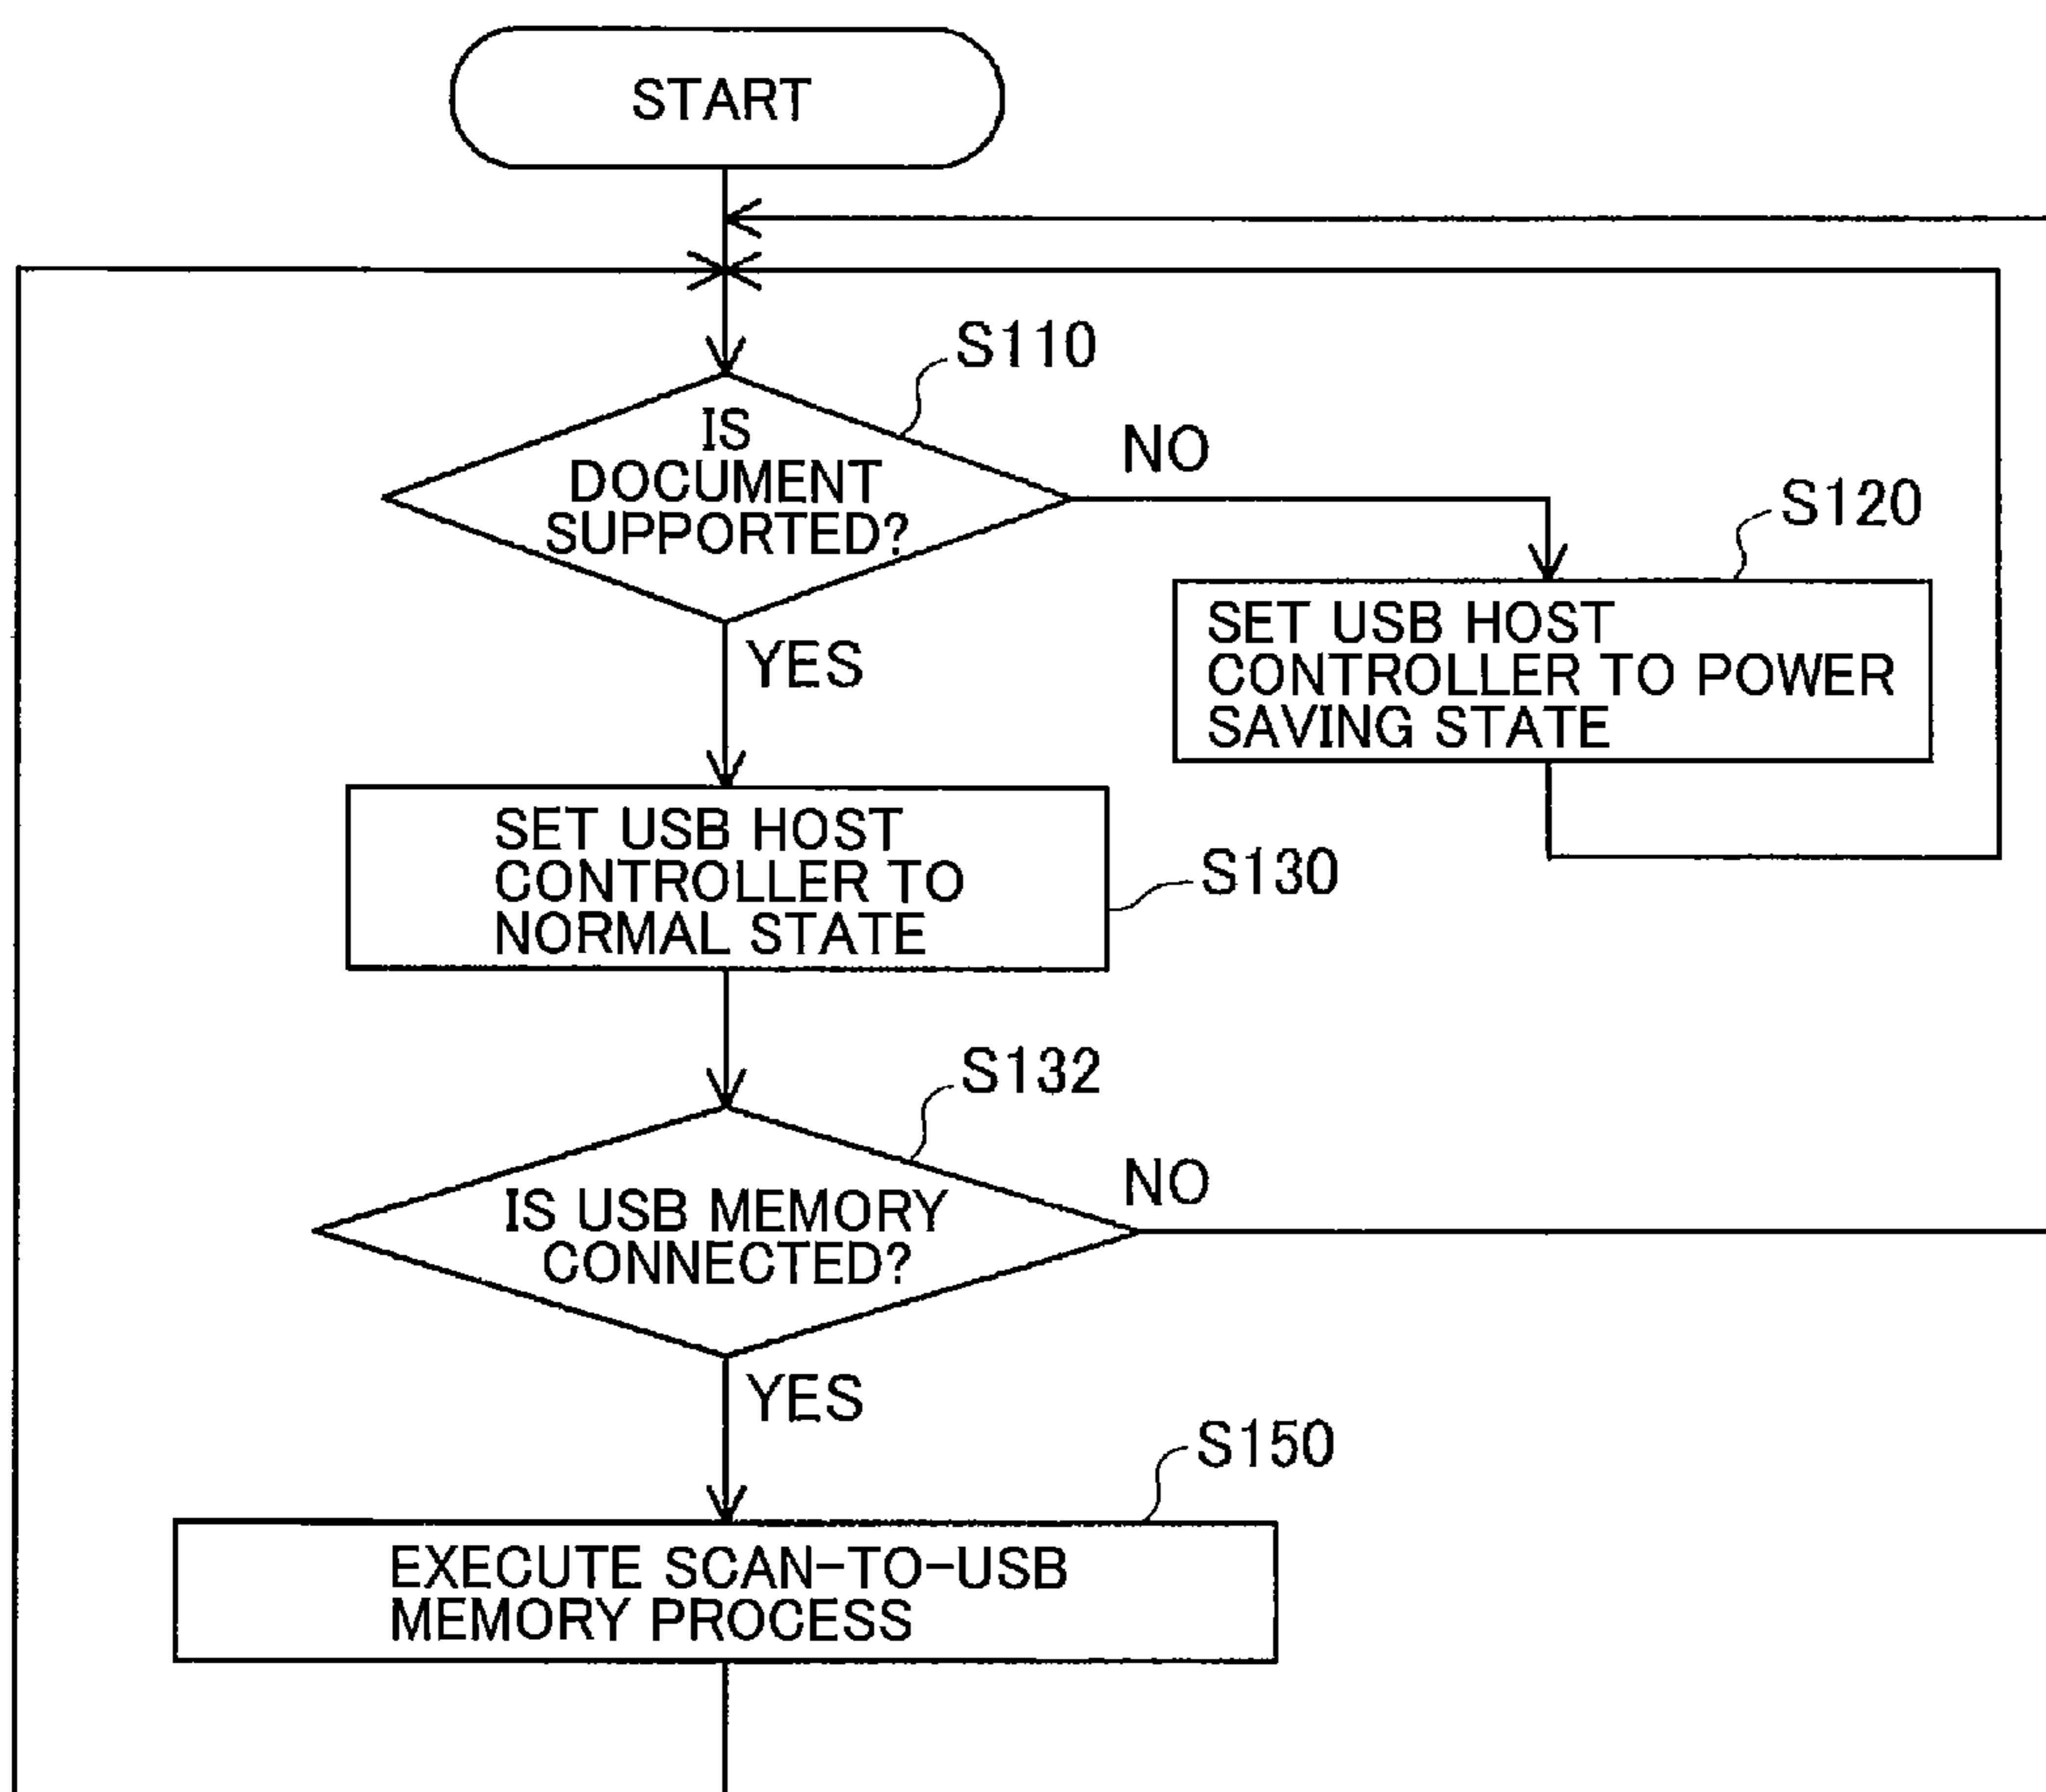 START
S110
IS
DOCUMENT
SUPPORTED?
NO
S120
SET USB HOST
CONTROLLER TO POWER
SAVING STATE
YES
SET USB HOST
CONTROLLER TO
NORMAL STATE
S130
S132
IS USB MEMORY
CONNECTED?
NO
YES
S150
EXECUTE SCAN-TO-USB
MEMORY PROCESS